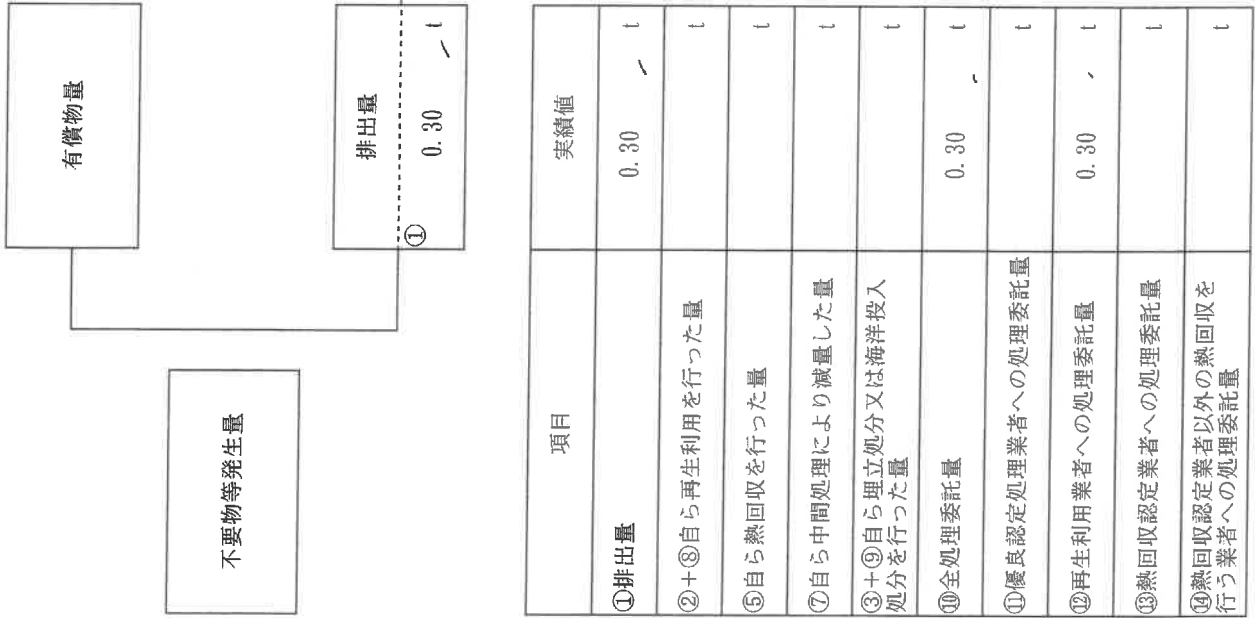 不要物等発生量
有償物量
排出量
① 0.30 t
項目 実績値
①排出量 0.30 t
②+⑧自ら再生利用を行った量 t
⑤自ら熱回収を行った量 t
⑦自ら中間処理により減量した量 t
③+⑨自ら埋立処分又は海洋投入
処分を行った量 t
⑩全処理委託量 0.30 t
⑪優良認定処理業者への処理委託量 t
⑫再生利用業者への処理委託量 0.30 t
⑬熱回収認定業者への処理委託量 t
⑭熱回収認定業者以外の熱回収を
行う業者への処理委託量 t